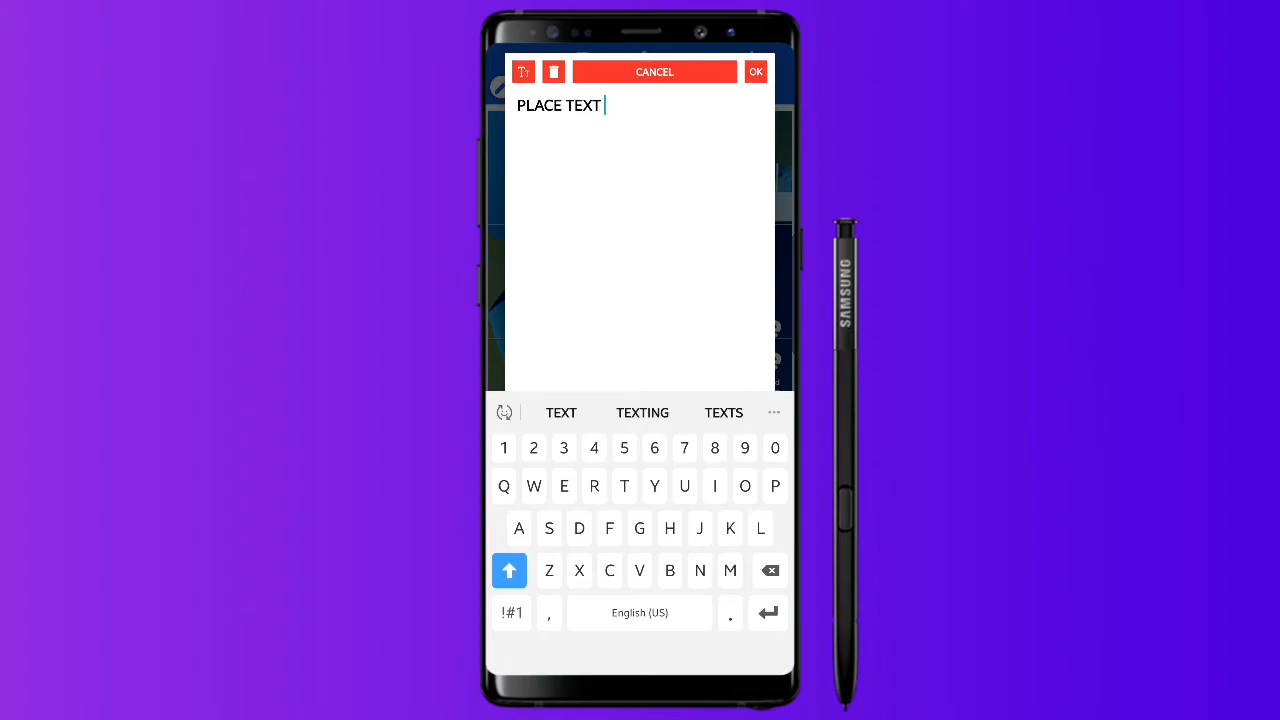 Tт CANCEL OK
PLACE TEXT
TEXT TEXTING TEXTS ...
1 2 3 4 5 6 7 8 9 0
Q W E R T Y U I O P
A S D F G H J K L
Z X C V B N M
!#1 , English (US) .
SAMSUNG